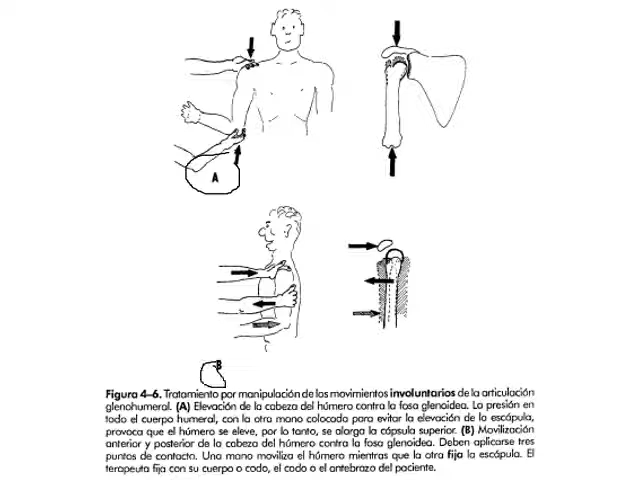 A
B
Figura 4–6. Tratamiento por manipulación de los movimientos involuntarios de la articulación
glenohumeral. (A) Elevación de la cabeza del húmero contra la fosa glenoidea. La presión en
todo el cuerpo humeral, con la otra mano colocada para evitar la elevación de la escápula,
provoca que el húmero se eleve, por lo tanto, se alarga la cápsula superior. (B) Movilización
anterior y posterior de la cabeza del húmero contra la fosa glenoidea. Deben aplicarse tres
puntos de contacto. Una mano moviliza el húmero mientras que la otra fija la escápula. El
terapeuta fija con su cuerpo o codo, el codo o el antebrazo del paciente.